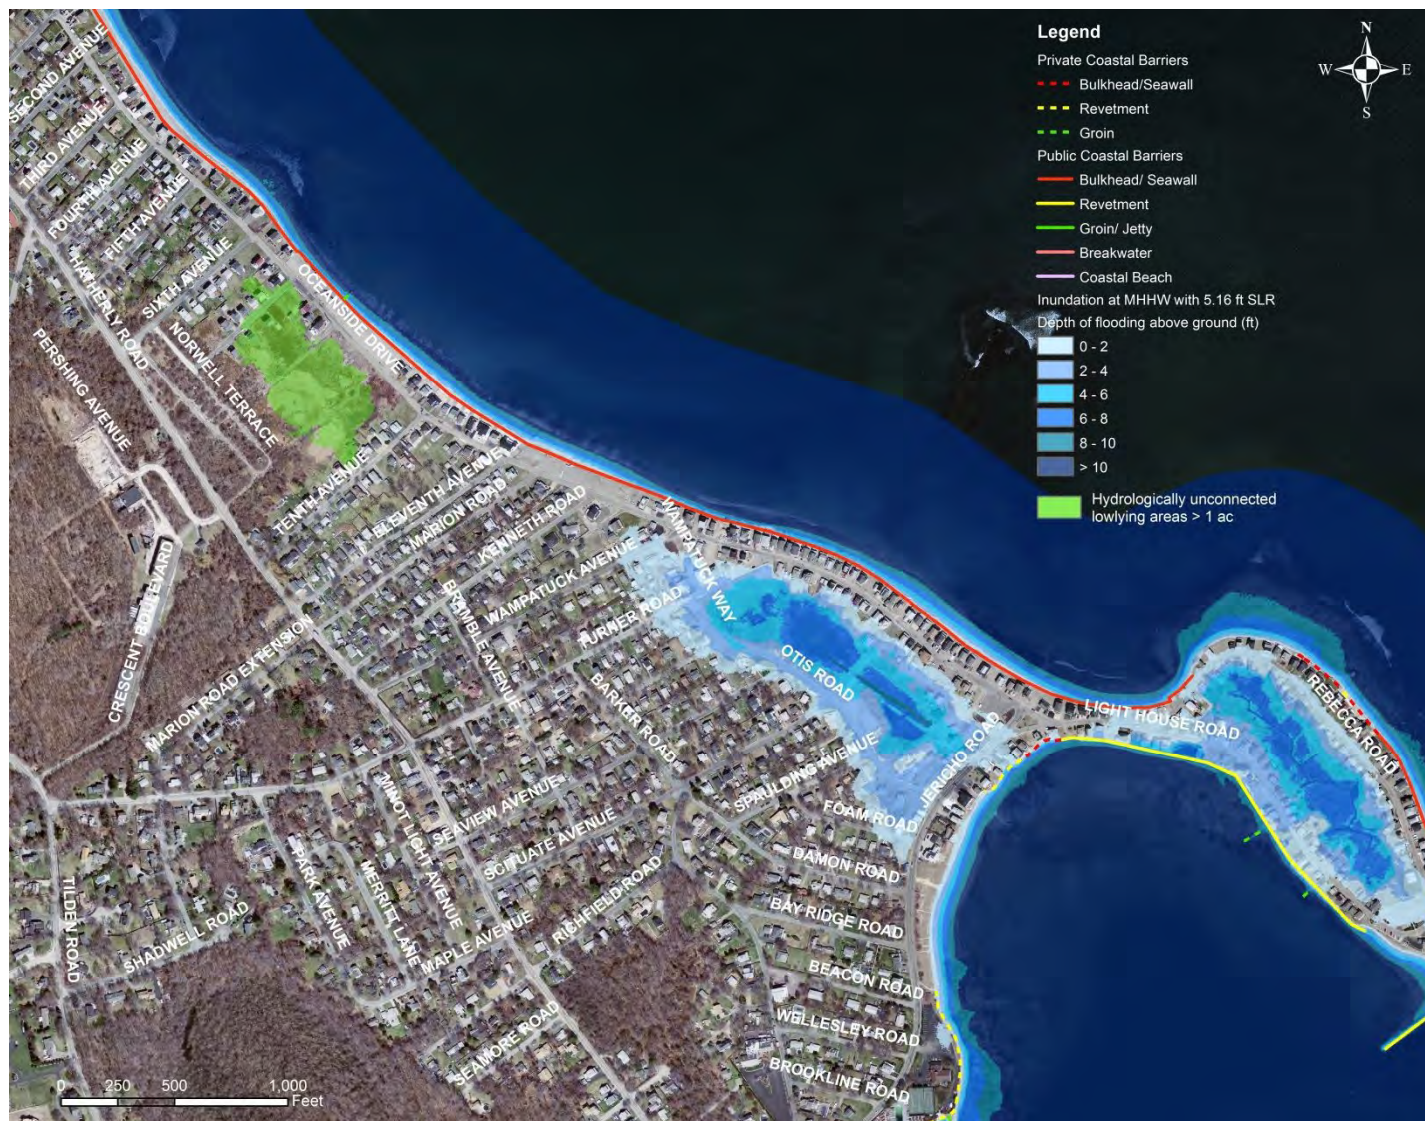 Legend
Private Coastal Barriers
Bulkhead/Seawall
Revetment
Groin
Public Coastal Barriers
Bulkhead/ Seawall
Revetment
Groin/ Jetty
Breakwater
Coastal Beach
Inundation at MHHW with 5.16 ft SLR
Depth of flooding above ground (ft)
0 - 2
2 - 4
4 - 6
6 - 8
8 - 10
> 10
Hydrologically unconnected
lowlying areas > 1 ac
N
W
E
S
SECOND AVENUE
THIRD AVENUE
FOURTH AVENUE
FIFTH AVENUE
SIXTH AVENUE
HATHERLY ROAD
NORWELL TERRACE
PERSHING AVENUE
OCEANSIDE DRIVE
TENTH AVENUE
ELEVENTH AVENUE
MARION ROAD
KENNETH ROAD
WAMPATUCK AVENUE
WAMPATUCK WAY
TURNER ROAD
BRAMBLE AVENUE
BARKER ROAD
OTIS ROAD
CRESCENT BOULEVARD
MARION ROAD EXTENSION
LIGHT HOUSE ROAD
REBECCA ROAD
JERICHO ROAD
SPAULDING AVENUE
FOAM ROAD
DAMON ROAD
BAY RIDGE ROAD
BEACON ROAD
WELLESLEY ROAD
BROOKLINE ROAD
SEAVIEW AVENUE
SCITUATE AVENUE
RICHFIELD ROAD
MINOT LIGHT AVENUE
MERRITT LANE
PARK AVENUE
MAPLE AVENUE
SHADWELL ROAD
TILDEN ROAD
SEAMORE ROAD
0 250 500 1,000
Feet